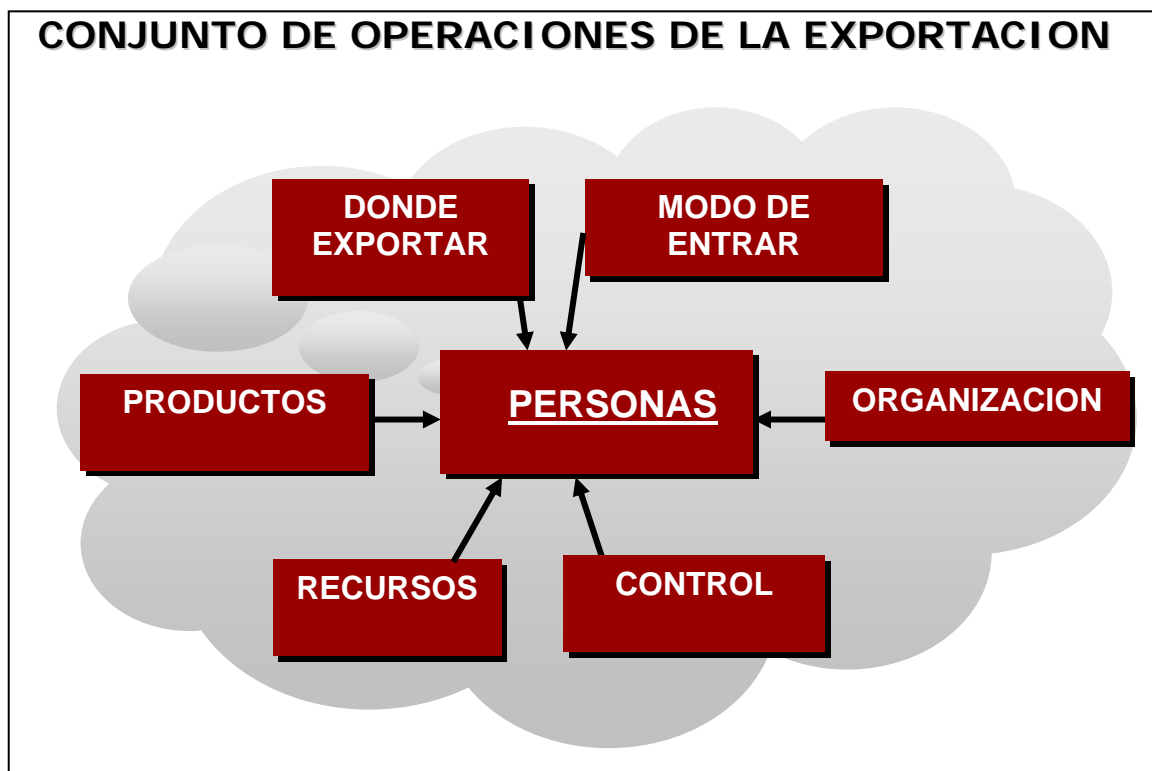 CONJUNTO DE OPERACIONES DE LA EXPORTACION
DONDE
EXPORTAR
MODO DE
ENTRAR
PRODUCTOS
PERSONAS
ORGANIZACION
RECURSOS
CONTROL